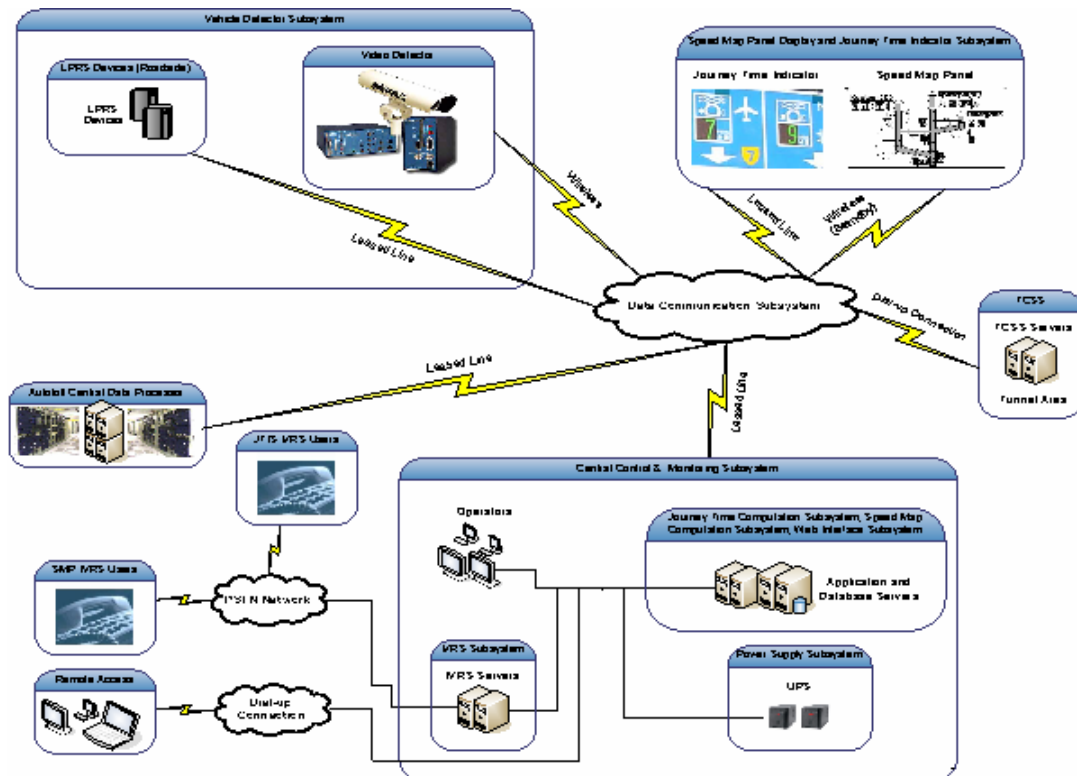 Vehicle Detector Subsystem
LPRS Devices (Roadside)
LPRS
Devices
Video Detector
Speed Map Panel Display and Journey Time Indicator Subsystem
Journey Time Indicator
Speed Map Panel
7
9
7
Wireless
Leased Line
Leased Line
Wireless
(Standby)
Data Communication Subsystem
Dial-up Connection
TCSS
TCSS Servers
Tunnel Area
Leased Line
Leased Line
Autotoll Central Data Processes
JTIS IVRS Users
SMP IVRS Users
PSTN Network
Remote Access
Dial-up
Connection
Central Control & Monitoring Subsystem
Operators
Journey Time Computation Subsystem, Speed Map
Computation Subsystem, Web Interface Subsystem
Application and
Database Servers
IVRS Subsystem
IVRS Servers
Power Supply Subsystem
UPS